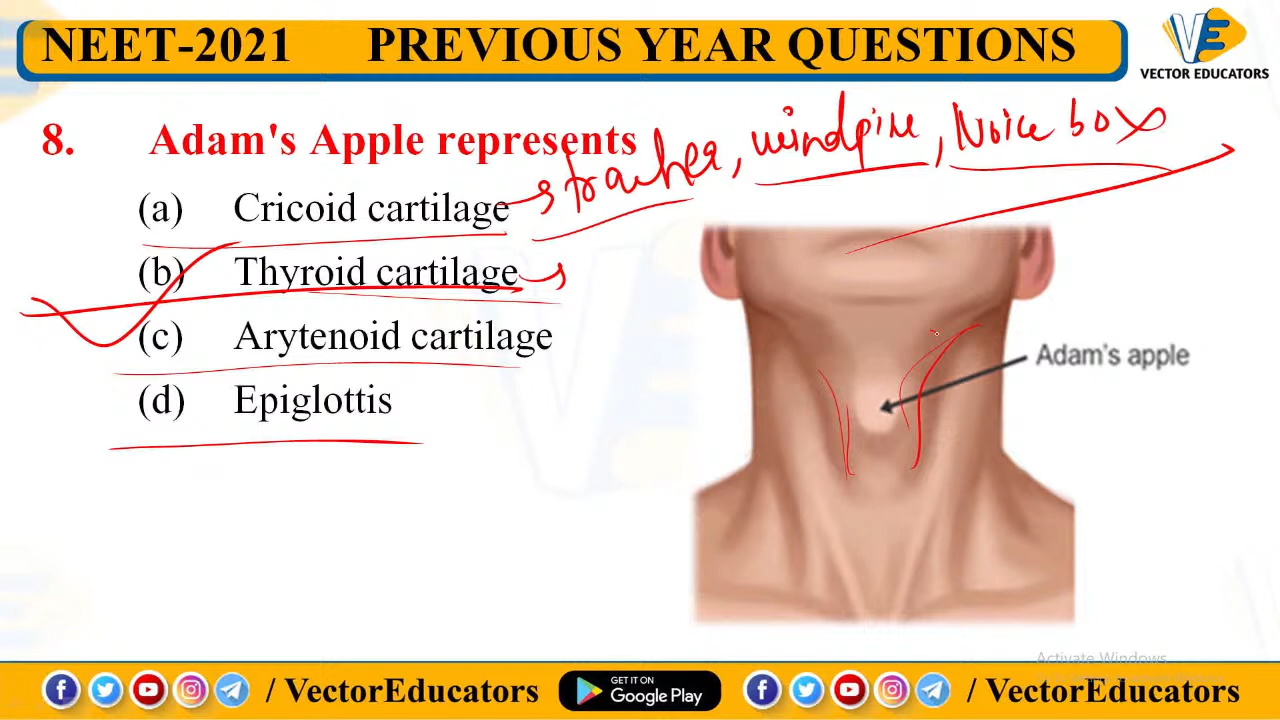 NEET-2021 PREVIOUS YEAR QUESTIONS
VECTOR EDUCATORS
8. Adam's Apple represents
trachea, windpipe, Voice box
(a) Cricoid cartilage
(b) Thyroid cartilage
(c) Arytenoid cartilage
(d) Epiglottis
Adam's apple
Activate Windows
/ VectorEducators
GET IT ON
Google Play
/ VectorEducators